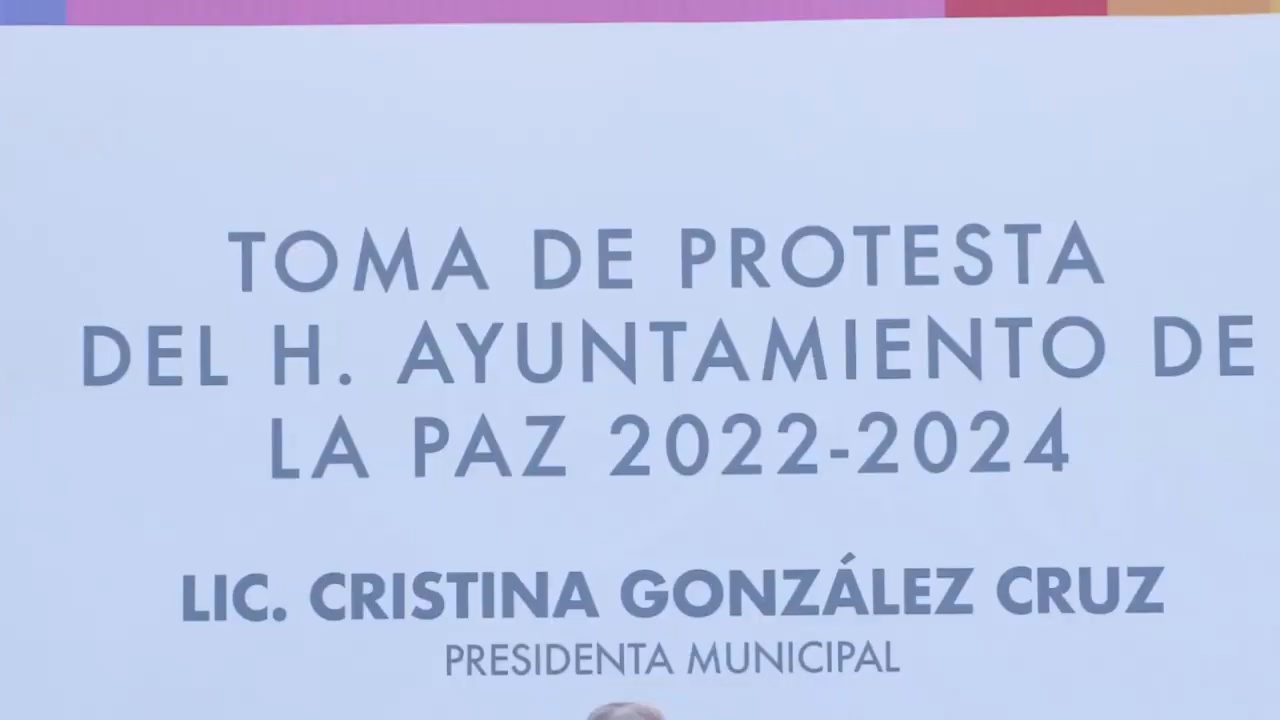 TOMA DE PROTESTA
DEL H. AYUNTAMIENTO DE
LA PAZ 2022-2024
LIC. CRISTINA GONZÁLEZ CRUZ
PRESIDENTA MUNICIPAL